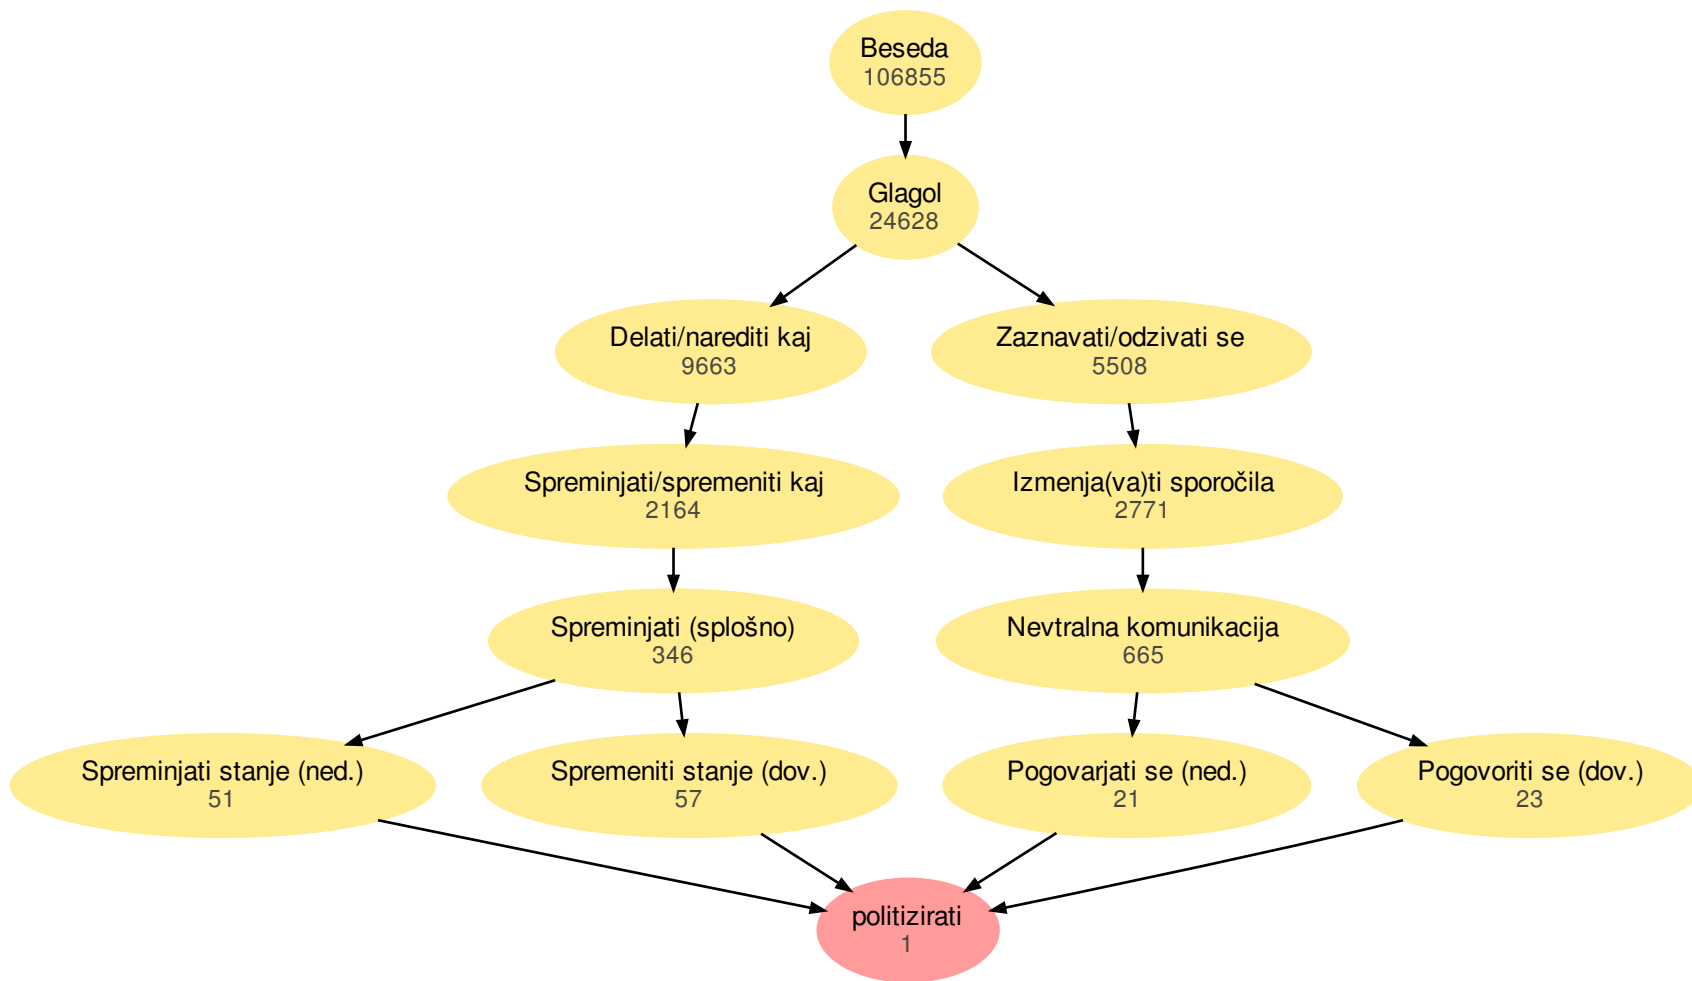 Beseda
106855
Glagol
24628
Delati/narediti kaj
9663
Zaznavati/odzivati se
5508
Spreminjati/spremeniti kaj
2164
Izmenja(va)ti sporočila
2771
Spreminjati (splošno)
346
Nevtralna komunikacija
665
Spreminjati stanje (ned.)
51
Spremeniti stanje (dov.)
57
Pogovarjati se (ned.)
21
Pogovoriti se (dov.)
23
politizirati
1